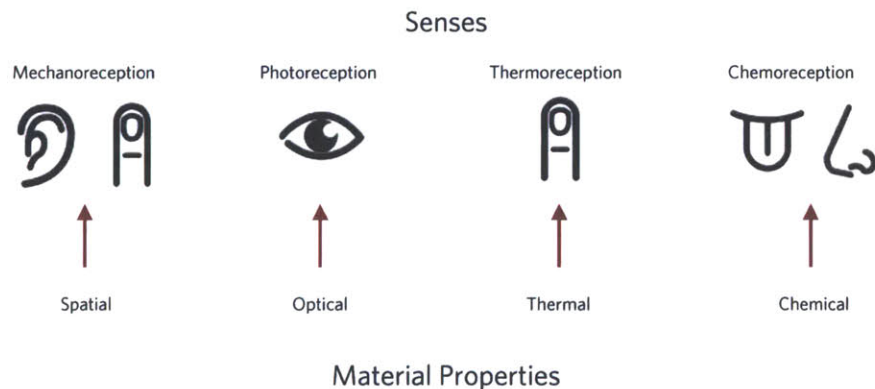 Senses
Mechanoreception Photoreception Thermoreception Chemoreception
Spatial Optical Thermal Chemical
Material Properties